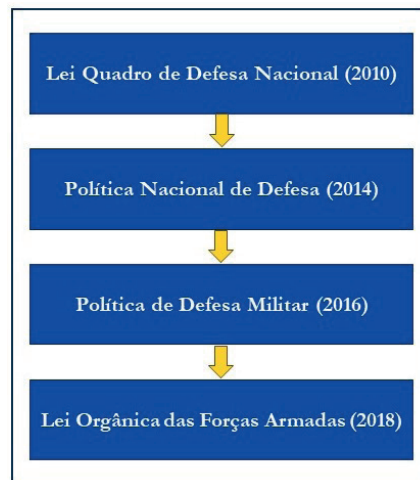 Lei Quadro de Defesa Nacional (2010)
Política Nacional de Defesa (2014)
Política de Defesa Militar (2016)
Lei Orgânica das Forças Armadas (2018)